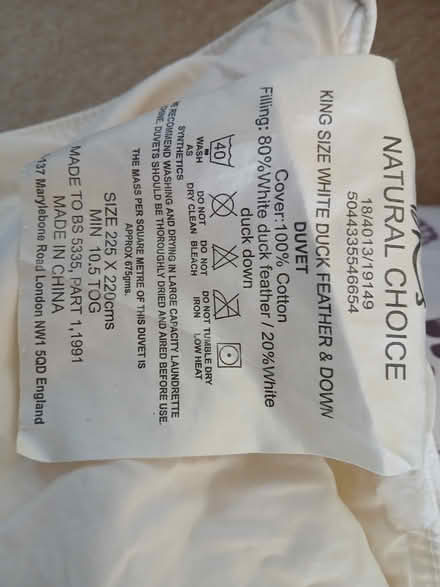 NATURAL CHOICE
18/4013/19149
5044335546654
KING SIZE WHITE DUCK FEATHER & DOWN
DUVET
Cover:100% Cotton
Filling: 80%White duck feather / 20%White
duck down
40
WASH AS SYNTHETICS
DO NOT DRY CLEAN
DO NOT BLEACH
DO NOT IRON
TUMBLE DRY LOW HEAT
RECOMMEND WASHING AND DRYING IN LARGE CAPACITY LAUNDRETTE
DUVETS SHOULD BE THOROUGHLY DRIED AND AIRED BEFORE USE.
THE MASS PER SQUARE METRE OF THIS DUVET IS
APPROX 675gms.
SIZE 225 X 220cms
MIN 10.5 TOG
MADE TO BS 5335, PART 1,1991
MADE IN CHINA
137 Marylebone Road London NW1 5QD England